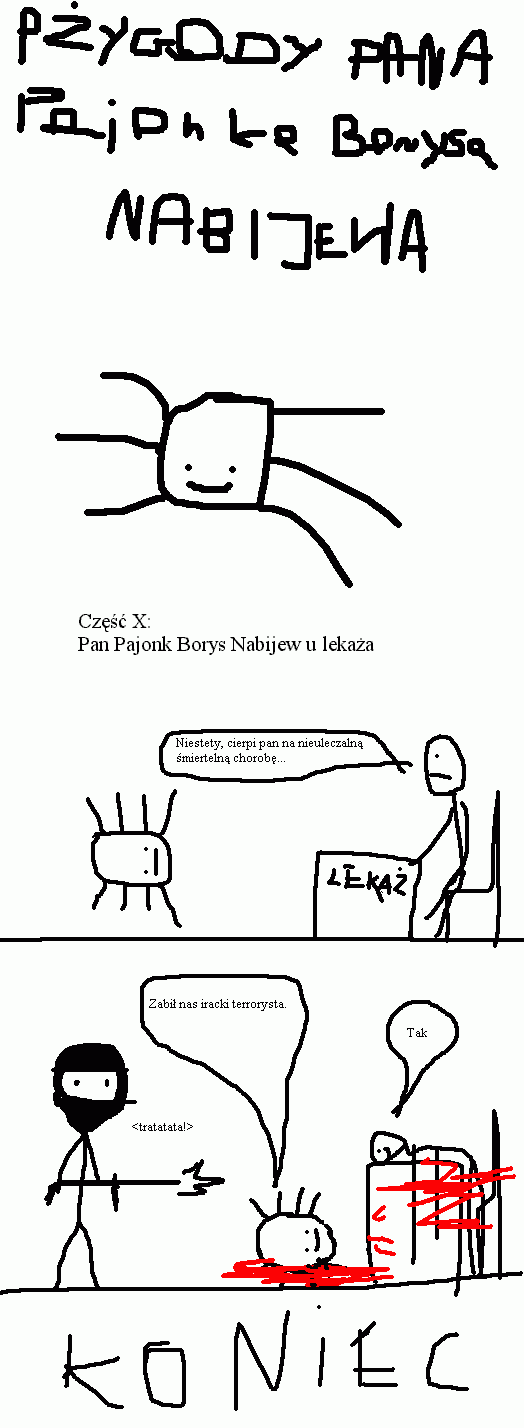 PŻYGODY PANA
PajOnka BORYSa
NABIJEWA
Część X:
Pan Pajonk Borys Nabijew u lekaża
Niestety, cierpi pan na nieuleczalną
śmiertelną chorobę...
LEKAŻ
Zabił nas iracki terrorysta.
Tak
<tratatata!>
KONiEC